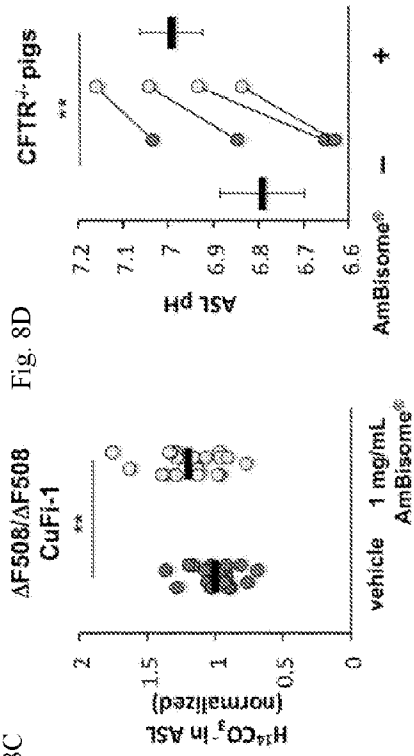 3C
ΔF508/ΔF508
CuFi-1
**
H¹⁴CO₃⁻ in ASL
(normalized)
2
1.5
1
0.5
0
vehicle
1 mg/mL
AmBisome®
Fig. 8D
CFTR⁻/⁻ pigs
**
ASL pH
7.2
7.1
7
6.9
6.8
6.7
6.6
AmBisome®
−
+